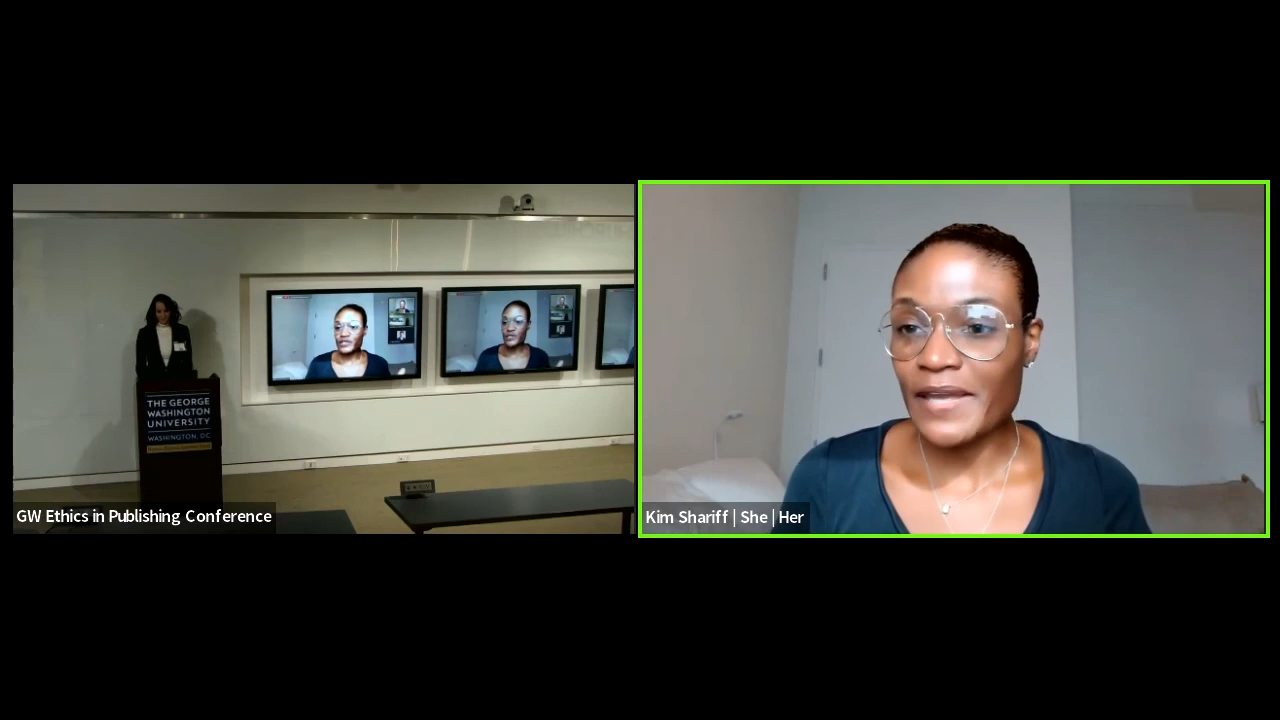 THE GEORGE
WASHINGTON
UNIVERSITY
WASHINGTON, DC
GW Ethics in Publishing Conference
Kim Shariff | She | Her